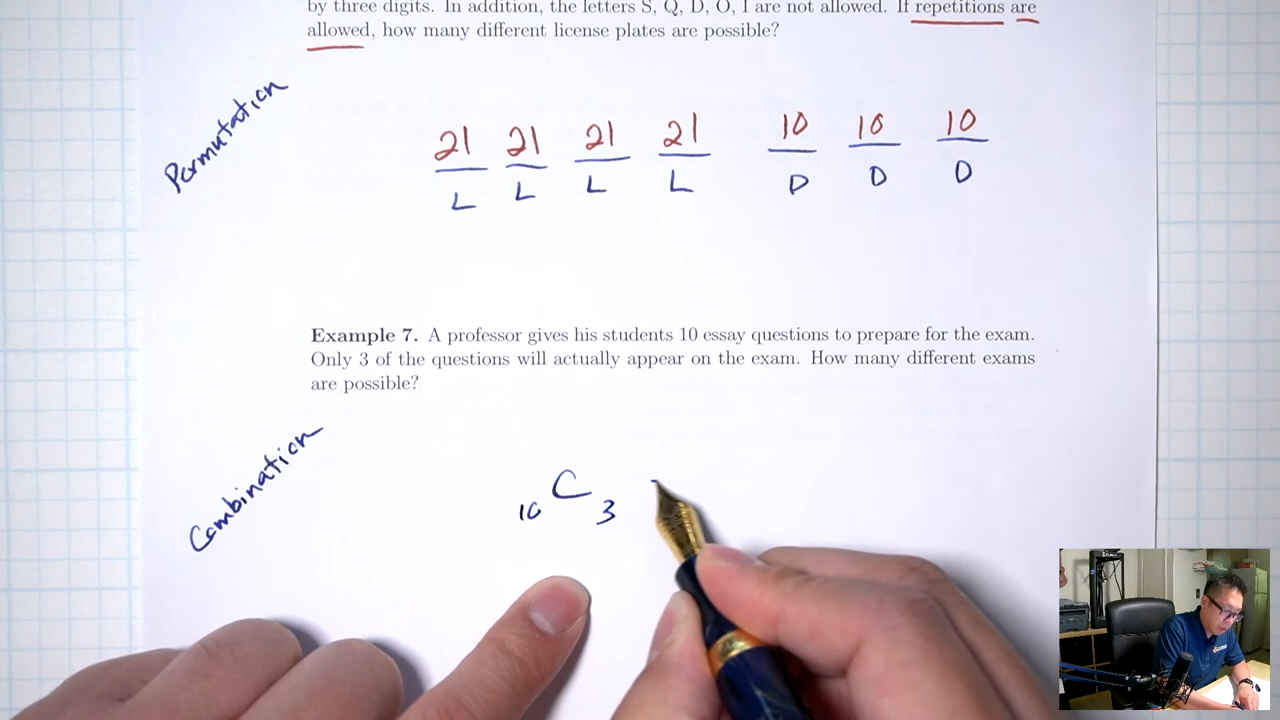 by three digits. In addition, the letters S, Q, D, O, I are not allowed. If repetitions are
allowed, how many different license plates are possible?
Permutation
21 21 21 21 10 10 10
L L L L D D D
Example 7. A professor gives his students 10 essay questions to prepare for the exam.
Only 3 of the questions will actually appear on the exam. How many different exams
are possible?
Combination
10 C 3